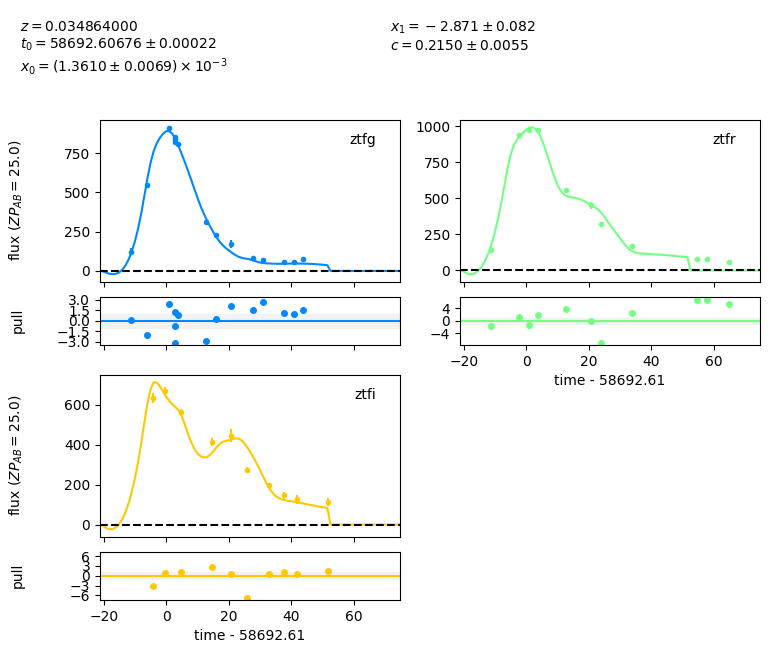 z = 0.034864000
t₀ = 58692.60676 ± 0.00022
x₀ = (1.3610 ± 0.0069) × 10⁻³
x₁ = −2.871 ± 0.082
c = 0.2150 ± 0.0055
ztfg
flux (ZP_AB = 25.0)
750
500
250
0
ztfr
1000
750
500
250
0
pull
3.0
1.5
0.0
−1.5
−3.0
4
0
−4
−20 0 20 40 60
time - 58692.61
ztfi
flux (ZP_AB = 25.0)
600
400
200
0
pull
6
3
0
−3
−6
−20 0 20 40 60
time - 58692.61